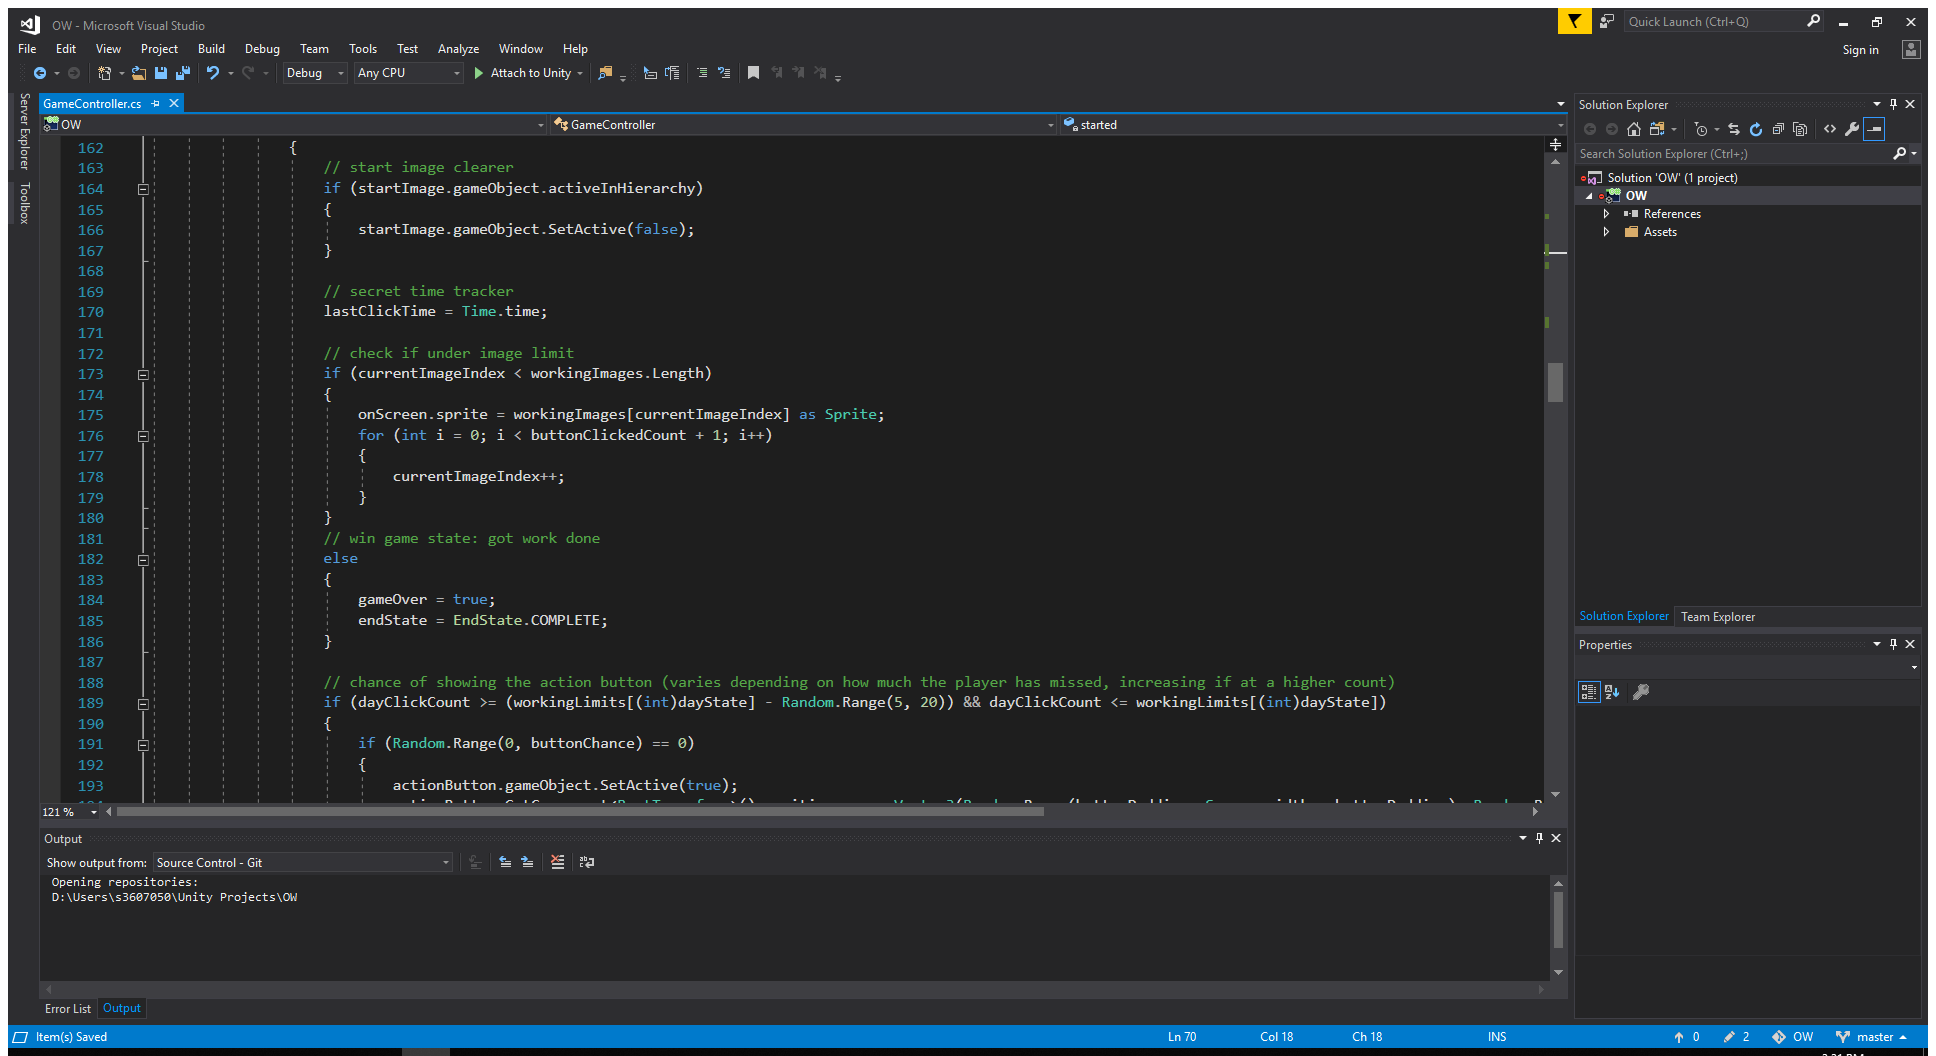 OW - Microsoft Visual Studio
Quick Launch (Ctrl+Q)
File Edit View Project Build Debug Team Tools Test Analyze Window Help
Sign in
Debug Any CPU Attach to Unity
Server Explorer
Toolbox
GameController.cs
OW GameController started
162 {
163 // start image clearer
164 if (startImage.gameObject.activeInHierarchy)
165 {
166 startImage.gameObject.SetActive(false);
167 }
168
169 // secret time tracker
170 lastClickTime = Time.time;
171
172 // check if under image limit
173 if (currentImageIndex < workingImages.Length)
174 {
175 onScreen.sprite = workingImages[currentImageIndex] as Sprite;
176 for (int i = 0; i < buttonClickedCount + 1; i++)
177 {
178 currentImageIndex++;
179 }
180 }
181 // win game state: got work done
182 else
183 {
184 gameOver = true;
185 endState = EndState.COMPLETE;
186 }
187
188 // chance of showing the action button (varies depending on how much the player has missed, increasing if at a higher count)
189 if (dayClickCount >= (workingLimits[(int)dayState] - Random.Range(5, 20)) && dayClickCount <= workingLimits[(int)dayState])
190 {
191 if (Random.Range(0, buttonChance) == 0)
192 {
193 actionButton.gameObject.SetActive(true);
121 %
Output
Show output from: Source Control - Git
Opening repositories:
D:\Users\s3607050\Unity Projects\OW
Error List Output
Solution Explorer
Search Solution Explorer (Ctrl+;)
Solution 'OW' (1 project)
OW
References
Assets
Solution Explorer Team Explorer
Properties
Item(s) Saved Ln 70 Col 18 Ch 18 INS 0 2 OW master